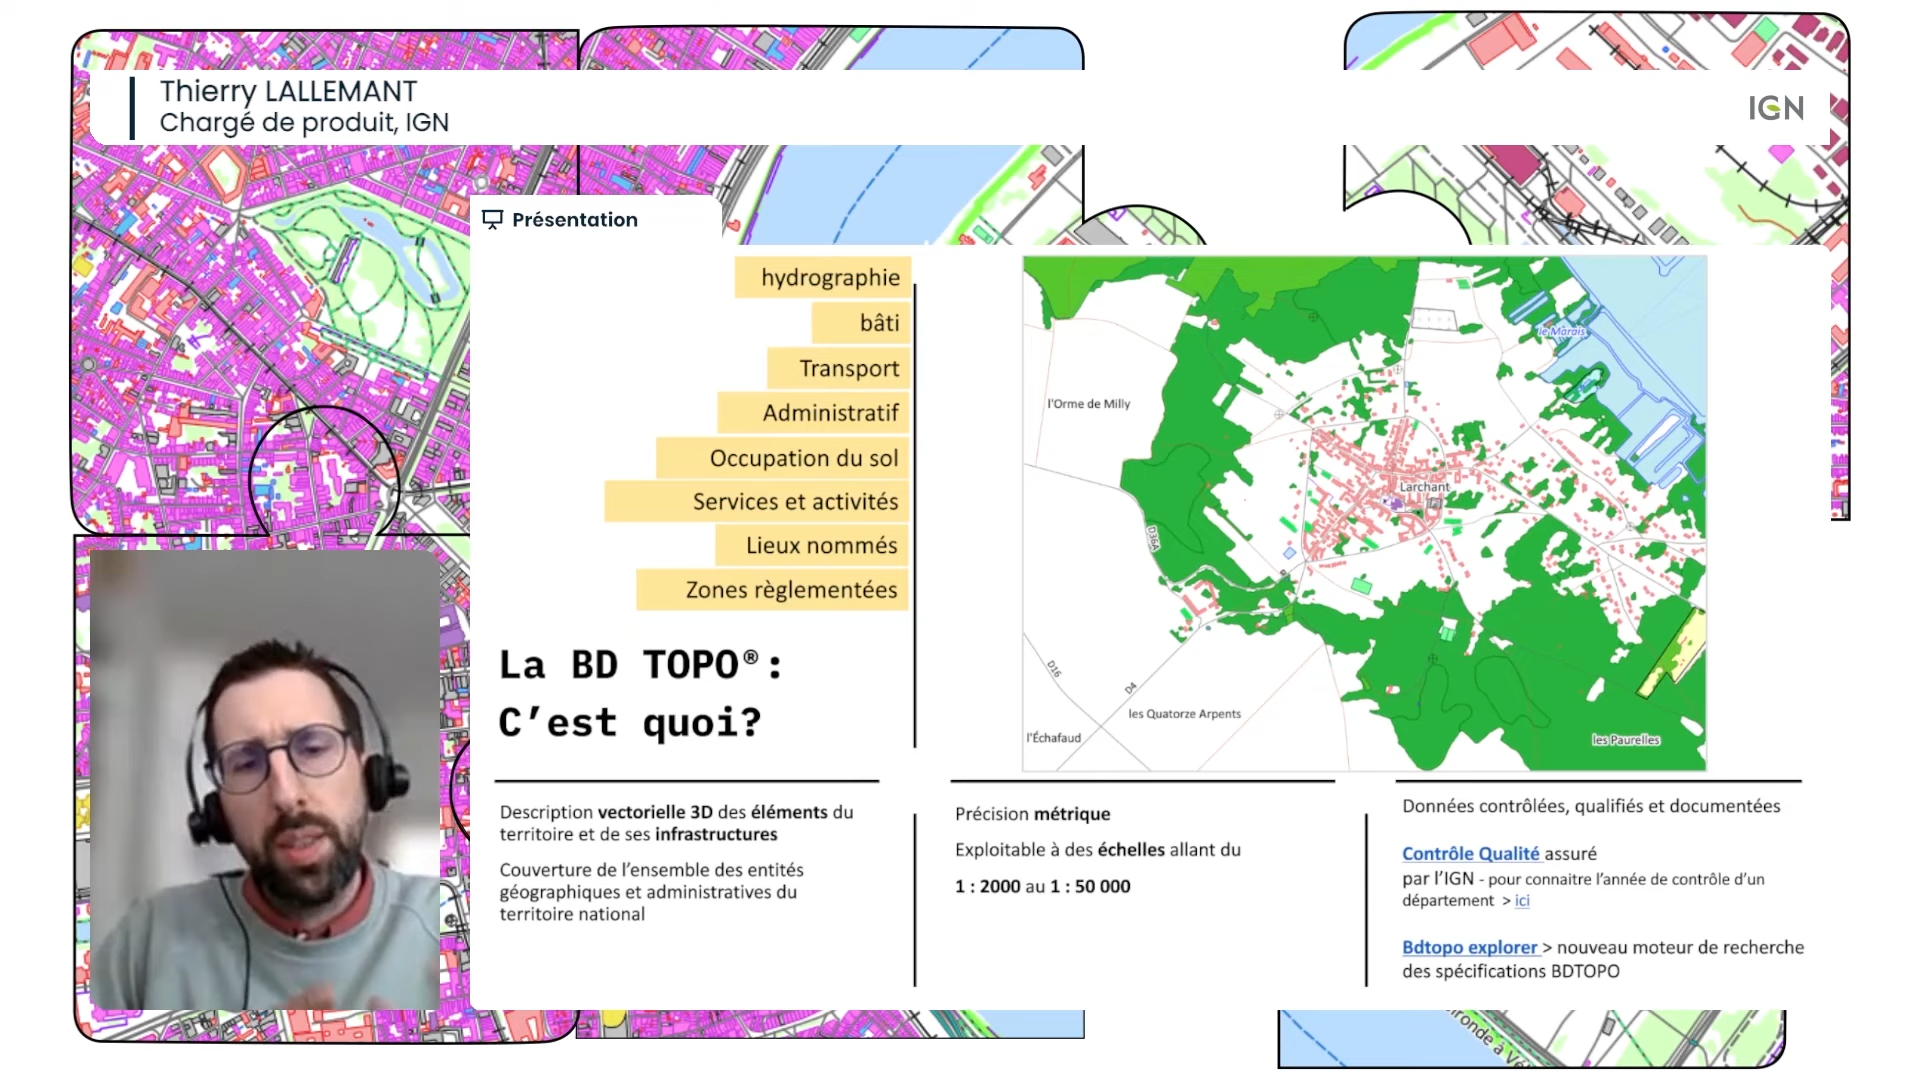 Thierry LALLEMANT
Chargé de produit, IGN
IGN
Présentation
hydrographie
bâti
Transport
Administratif
Occupation du sol
Services et activités
Lieux nommés
Zones règlementées
La BD TOPO® :
C’est quoi?
l'Orme de Milly
le Marais
Larchant
D36A
D16
D4
les Quatorze Arpents
l'Échafaud
les Paurelles
Description vectorielle 3D des éléments du
territoire et de ses infrastructures
Couverture de l’ensemble des entités
géographiques et administratives du
territoire national
Précision métrique
Exploitable à des échelles allant du
1 : 2000 au 1 : 50 000
Données contrôlées, qualifiés et documentées
Contrôle Qualité assuré
par l’IGN - pour connaitre l’année de contrôle d’un
département > ici
Bdtopo explorer > nouveau moteur de recherche
des spécifications BDTOPO